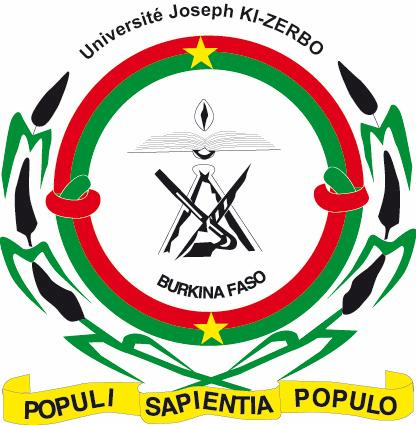 Université Joseph KI-ZERBO
BURKINA FASO
POPULI SAPIENTIA POPULO